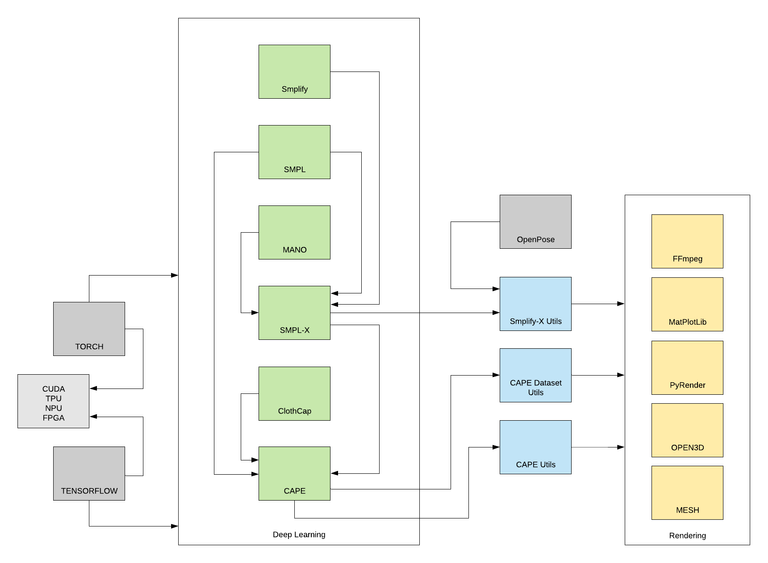 Smplify
SMPL
MANO
SMPL-X
ClothCap
CAPE
Deep Learning
TORCH
CUDA
TPU
NPU
FPGA
TENSORFLOW
OpenPose
Smplify-X Utils
CAPE Dataset
Utils
CAPE Utils
FFmpeg
MatPlotLib
PyRender
OPEN3D
MESH
Rendering